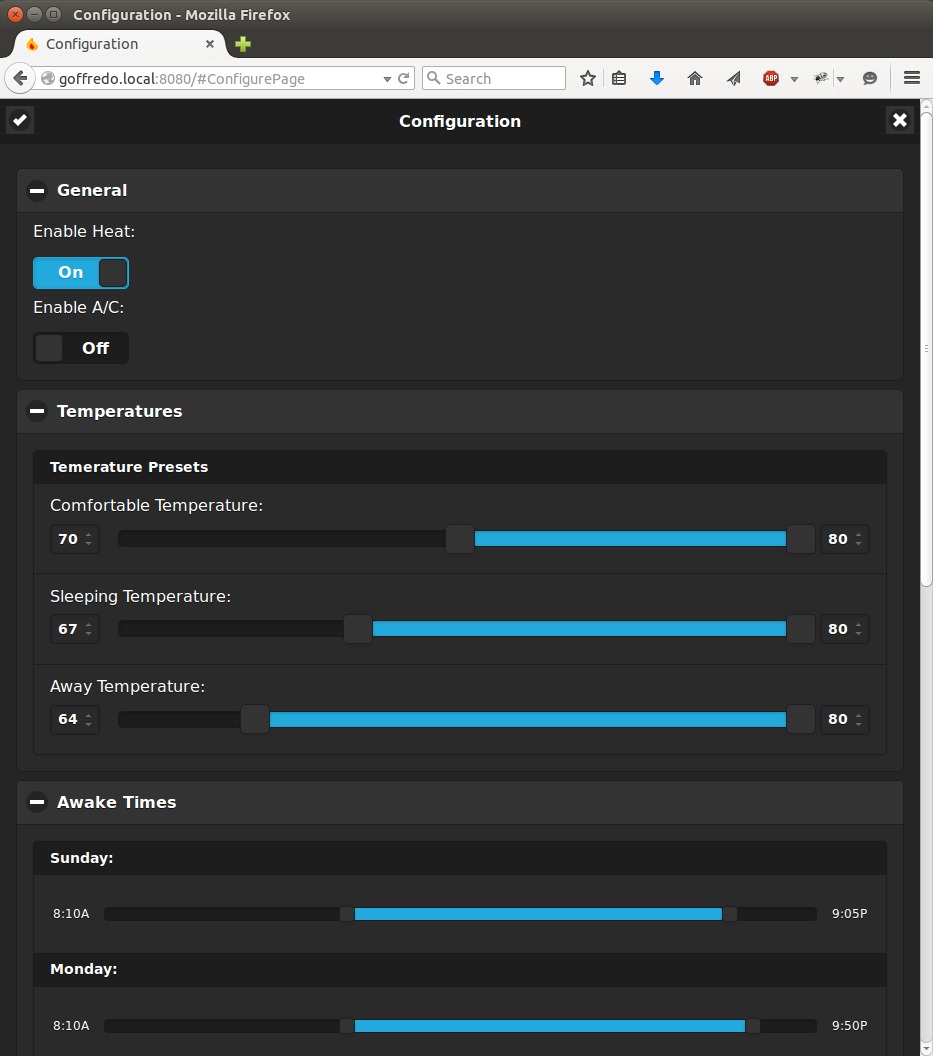 Configuration - Mozilla Firefox
Configuration
goffredo.local:8080/#ConfigurePage
Search
ABP
Configuration
General
Enable Heat:
On
Enable A/C:
Off
Temperatures
Temerature Presets
Comfortable Temperature:
70 80
Sleeping Temperature:
67 80
Away Temperature:
64 80
Awake Times
Sunday:
8:10A 9:05P
Monday:
8:10A 9:50P